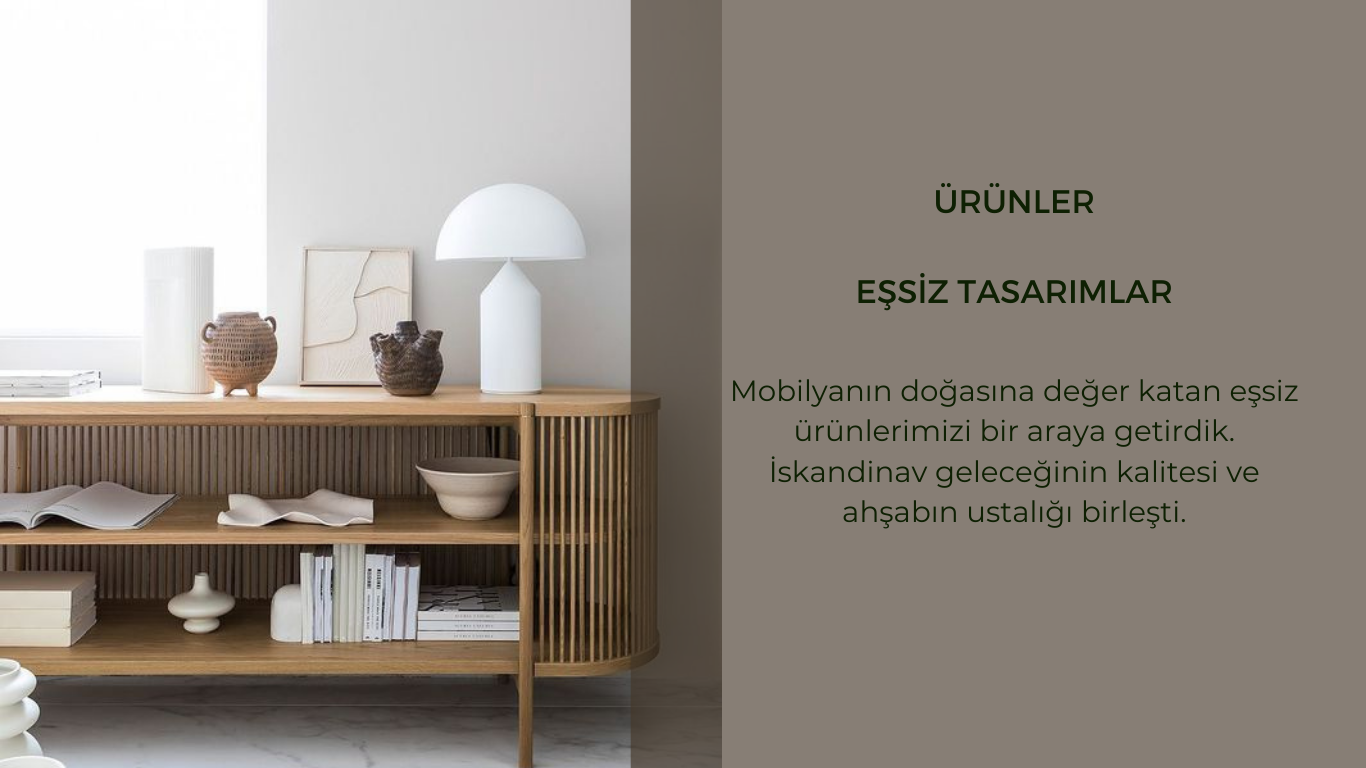 ÜRÜNLER
EŞSİZ TASARIMLAR
Mobilyanın doğasına değer katan eşsiz
ürünlerimizi bir araya getirdik.
İskandinav geleceğinin kalitesi ve
ahşabın ustalığı birleşti.